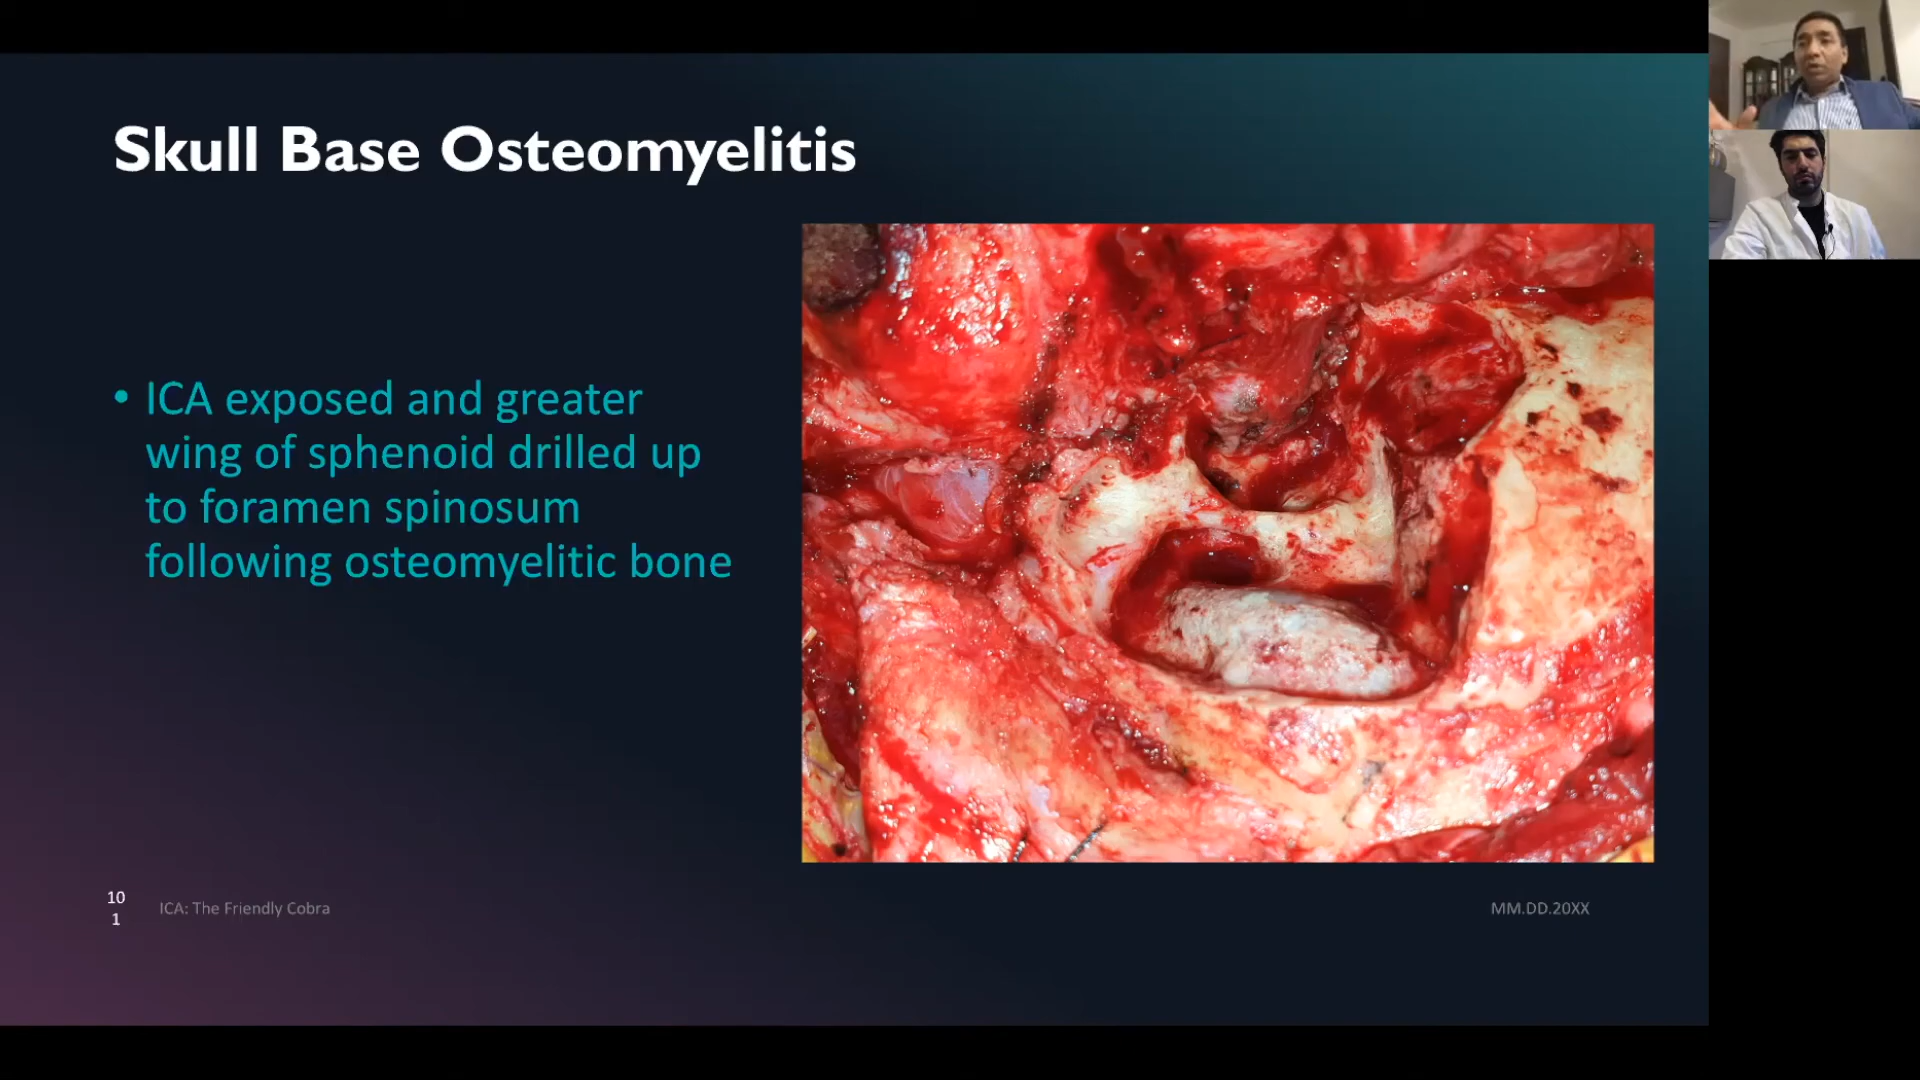 Skull Base Osteomyelitis
• ICA exposed and greater
wing of sphenoid drilled up
to foramen spinosum
following osteomyelitic bone
10
1
ICA: The Friendly Cobra
MM.DD.20XX